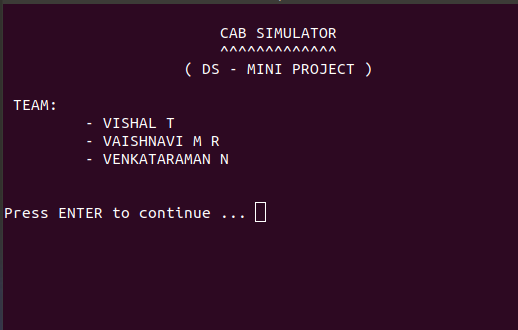 CAB SIMULATOR
^^^^^^^^^^^^^
( DS - MINI PROJECT )
TEAM:
- VISHAL T
- VAISHNAVI M R
- VENKATARAMAN N
Press ENTER to continue ...